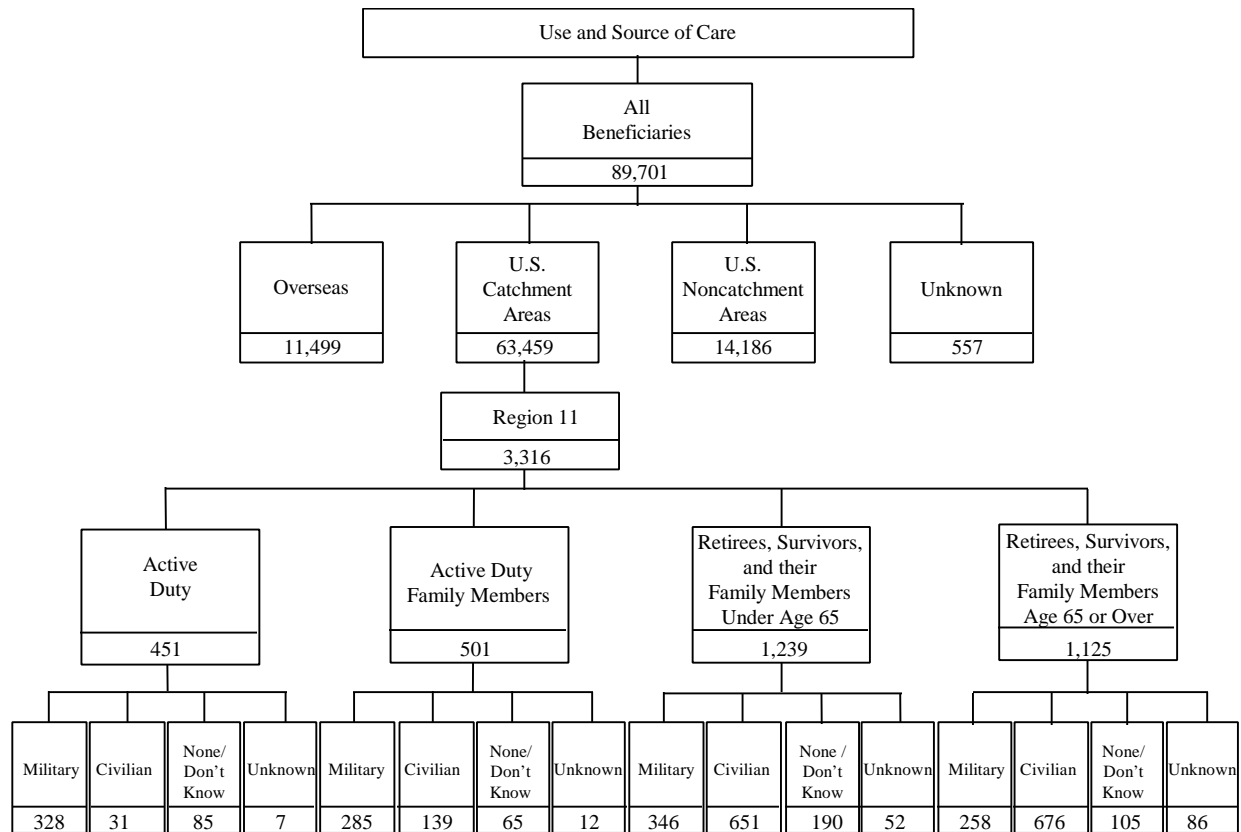 Use and Source of Care
All
Beneficiaries
89,701
Overseas
11,499
U.S.
Catchment
Areas
63,459
U.S.
Noncatchment
Areas
14,186
Unknown
557
Region 11
3,316
Active
Duty
451
Active Duty
Family Members
501
Retirees, Survivors,
and their
Family Members
Under Age 65
1,239
Retirees, Survivors,
and their
Family Members
Age 65 or Over
1,125
Military
328
Civilian
31
None/
Don't
Know
85
Unknown
7
Military
285
Civilian
139
None/
Don't
Know
65
Unknown
12
Military
346
Civilian
651
None /
Don't
Know
190
Unknown
52
Military
258
Civilian
676
None/
Don't
Know
105
Unknown
86